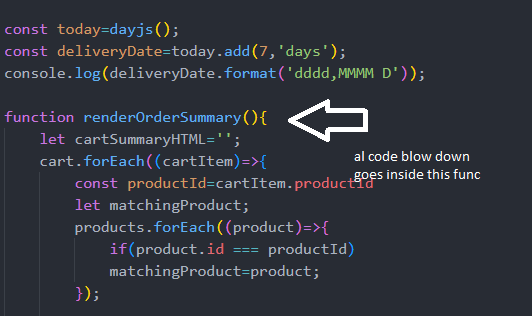 const today=dayjs();
const deliveryDate=today.add(7,'days');
console.log(deliveryDate.format('dddd,MMMM D'));
function renderOrderSummary(){
let cartSummaryHTML='';
cart.forEach((cartItem)=>{
const productId=cartItem.productid
let matchingProduct;
products.forEach((product)=>{
if(product.id === productId)
matchingProduct=product;
});
al code blow down
goes inside this func